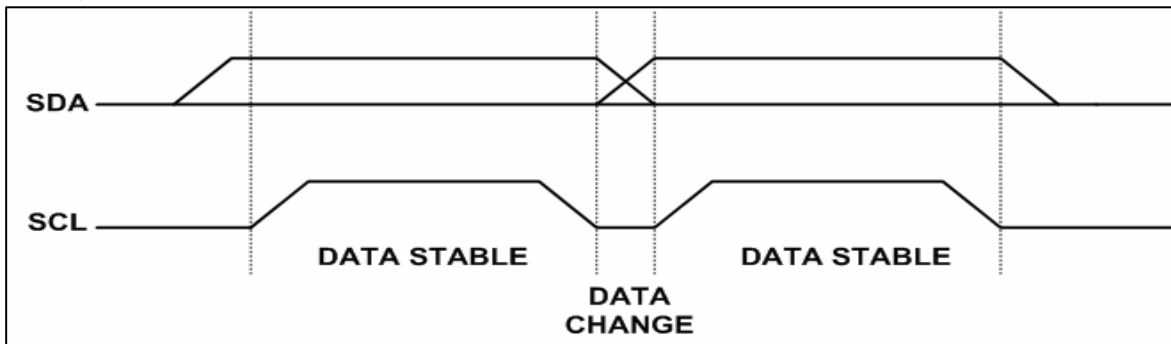 SDA
SCL
DATA STABLE
DATA STABLE
DATA
CHANGE